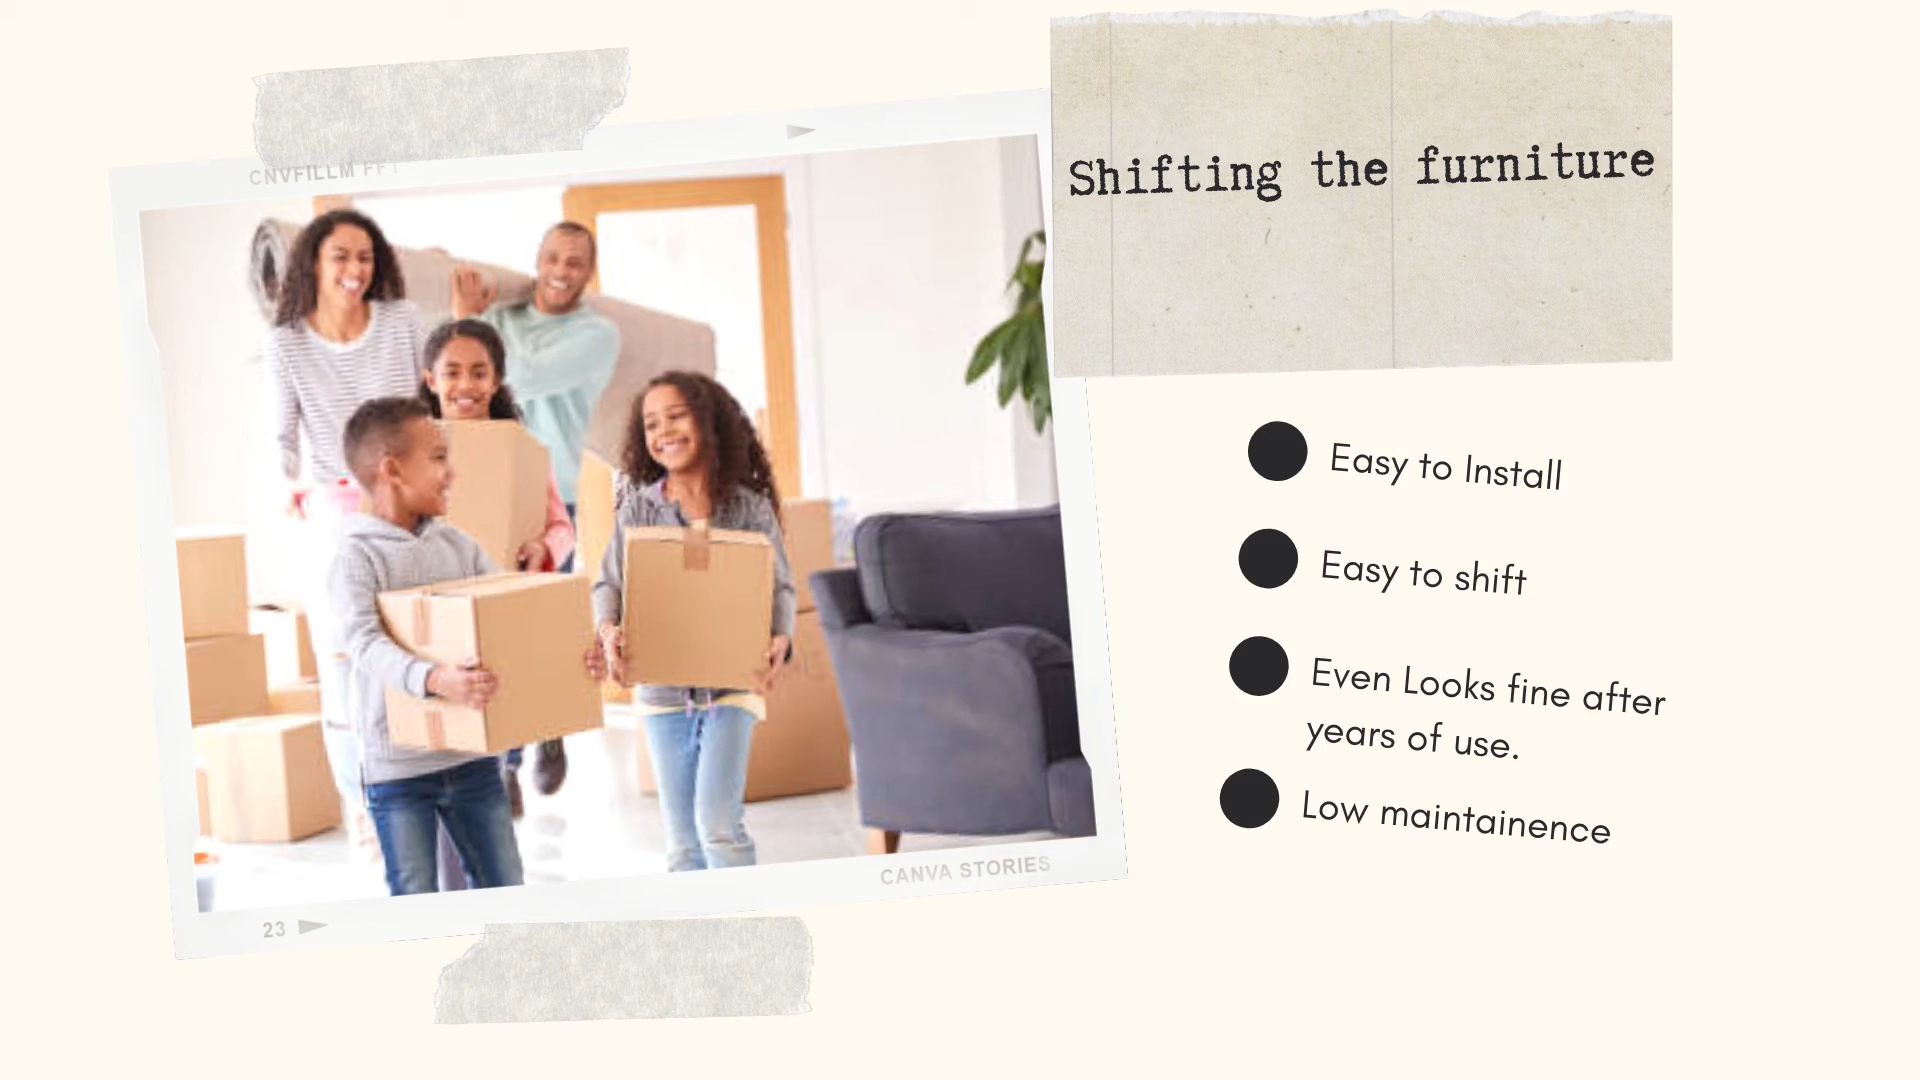 CNVFILLM
Shifting the furniture
Easy to Install
Easy to shift
Even Looks fine after
years of use.
Low maintainence
CANVA STORIES
23